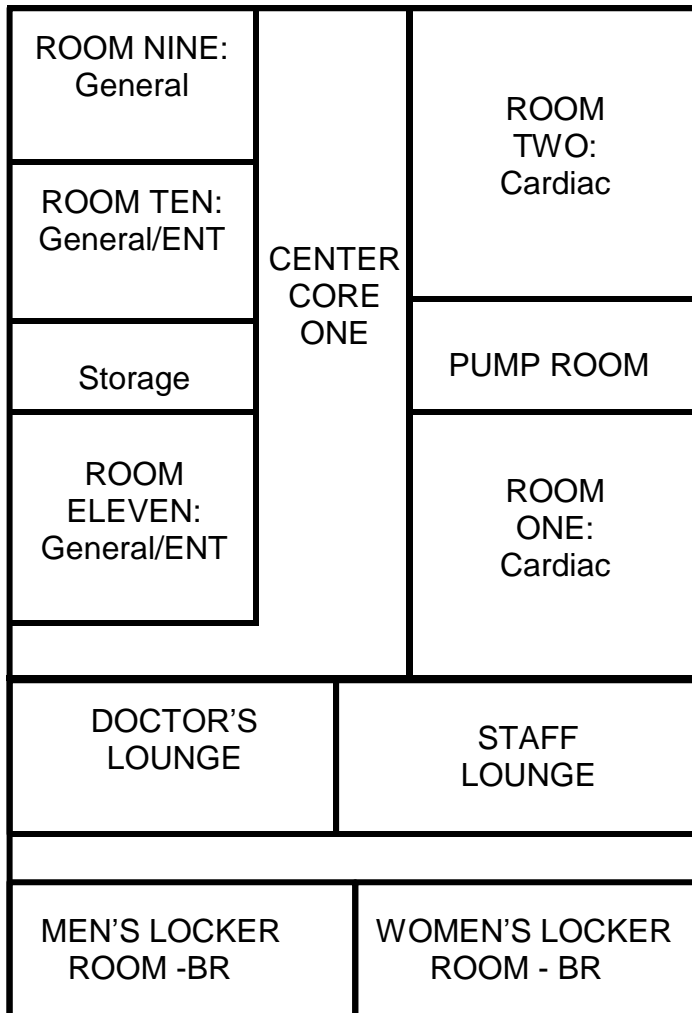 ROOM NINE:
General
ROOM TEN:
General/ENT
Storage
ROOM
ELEVEN:
General/ENT
CENTER
CORE
ONE
ROOM
TWO:
Cardiac
PUMP ROOM
ROOM
ONE:
Cardiac
DOCTOR’S
LOUNGE
STAFF
LOUNGE
MEN’S LOCKER
ROOM -BR
WOMEN’S LOCKER
ROOM - BR